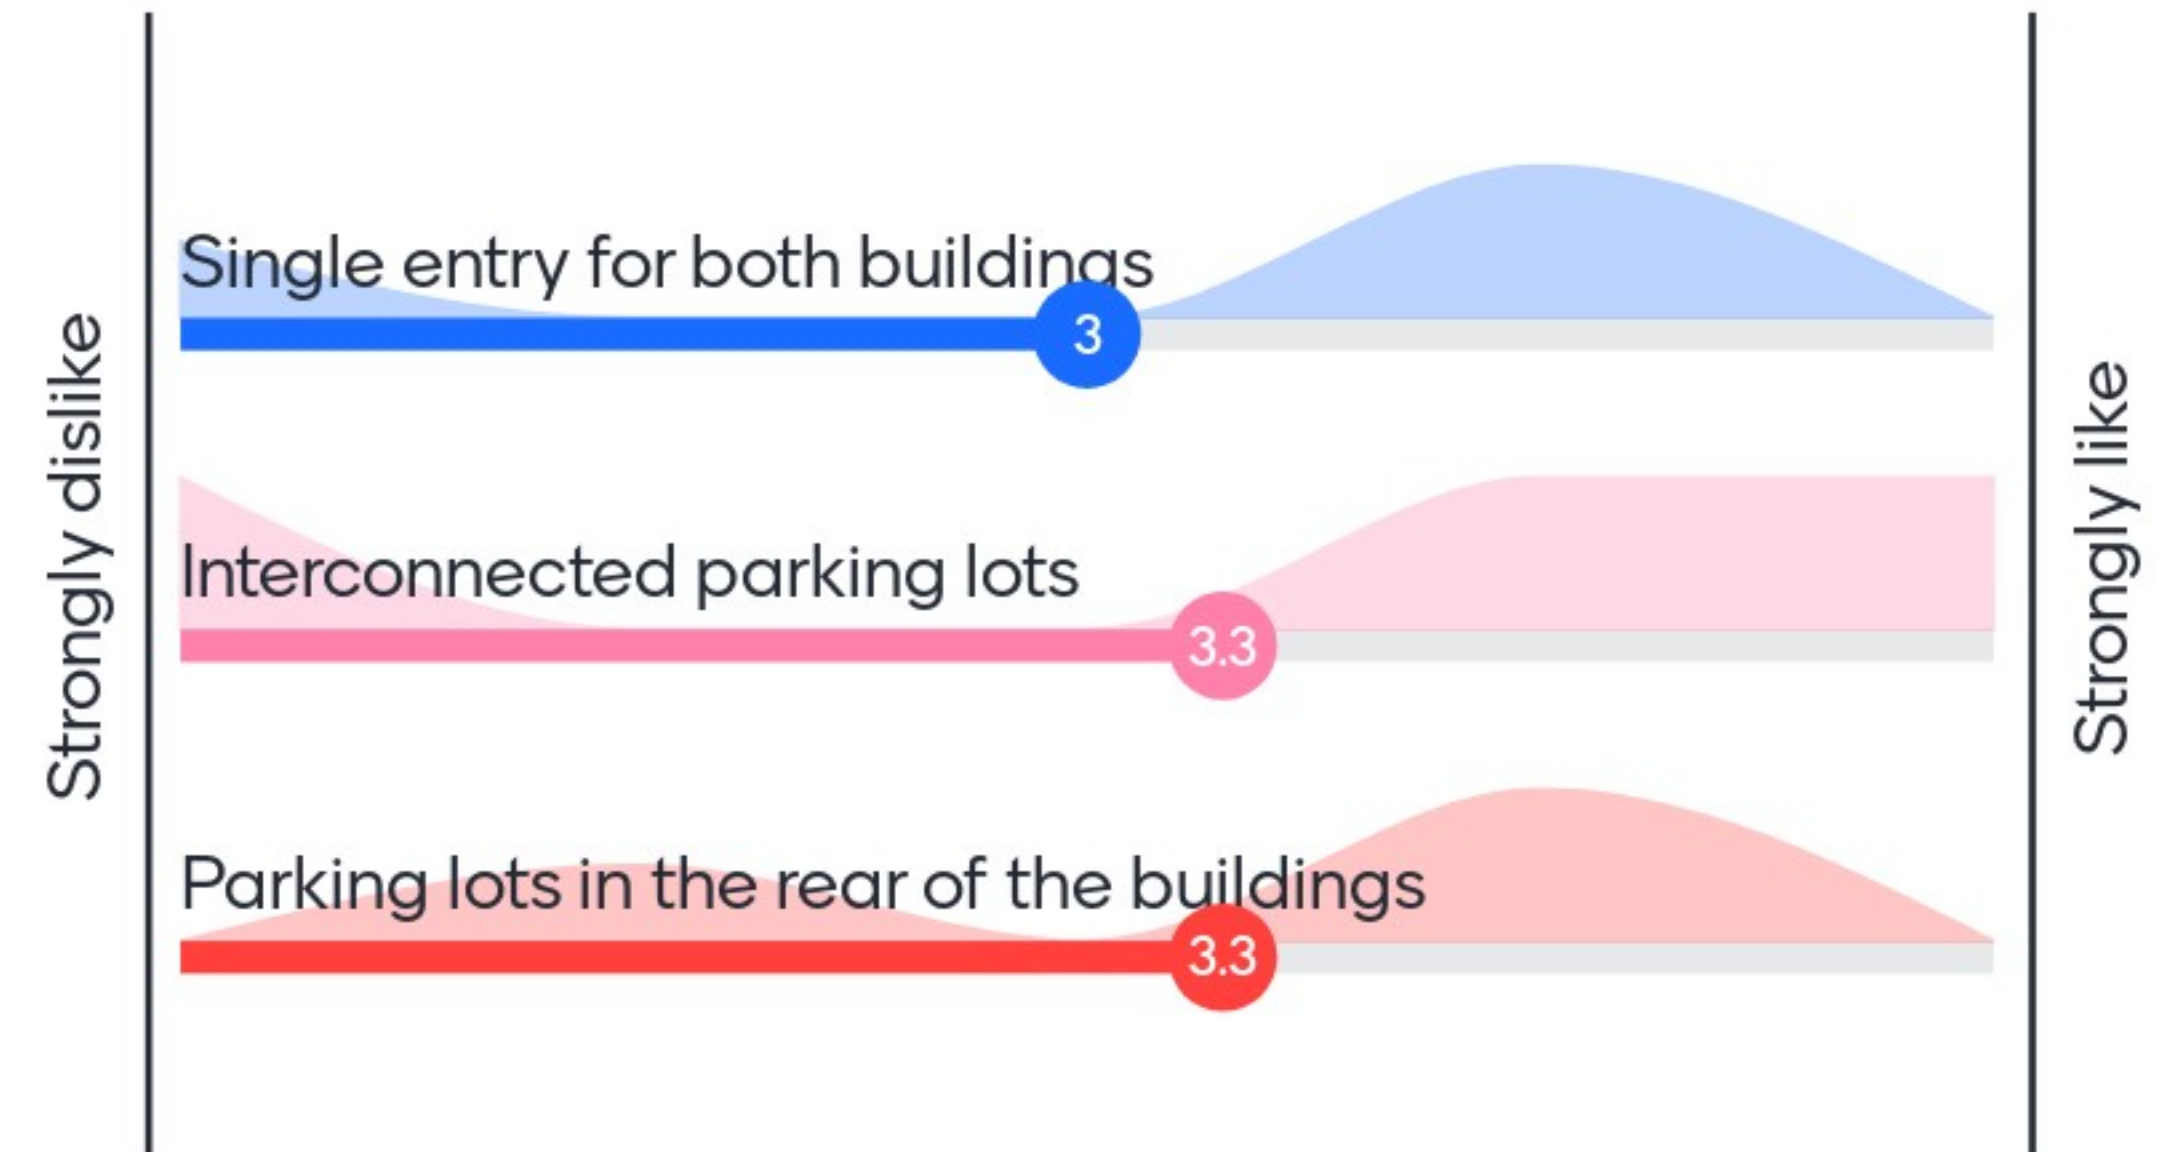 Strongly dislike
Single entry for both buildings
3
Interconnected parking lots
3.3
Parking lots in the rear of the buildings
3.3
Strongly like